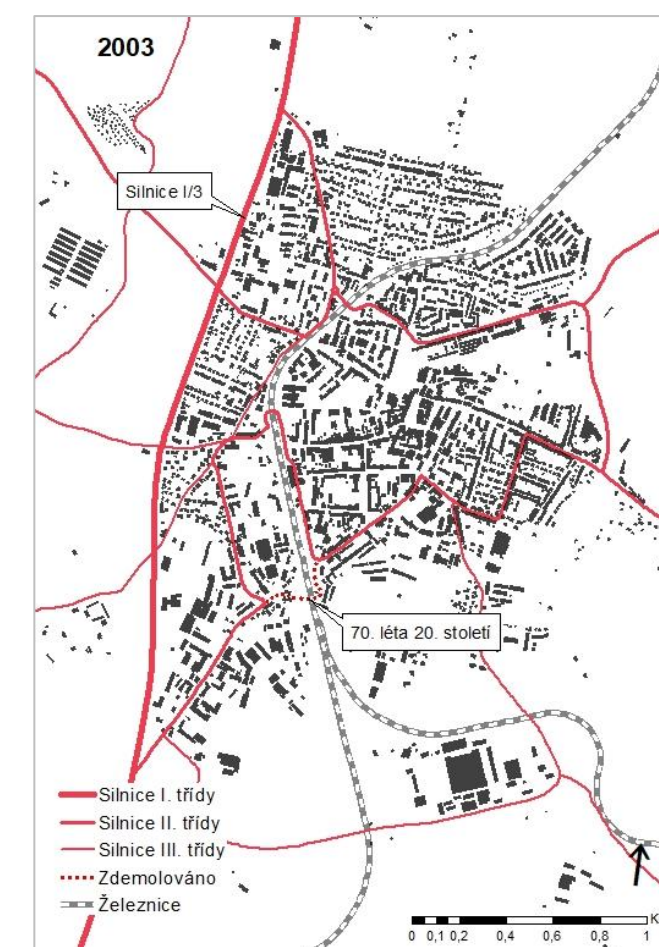 2003
Silnice I/3
70. léta 20. století
Silnice I. třídy
Silnice II. třídy
Silnice III. třídy
Zdemolováno
Železnice
K
0 0,1 0,2 0,4 0,6 0,8 1